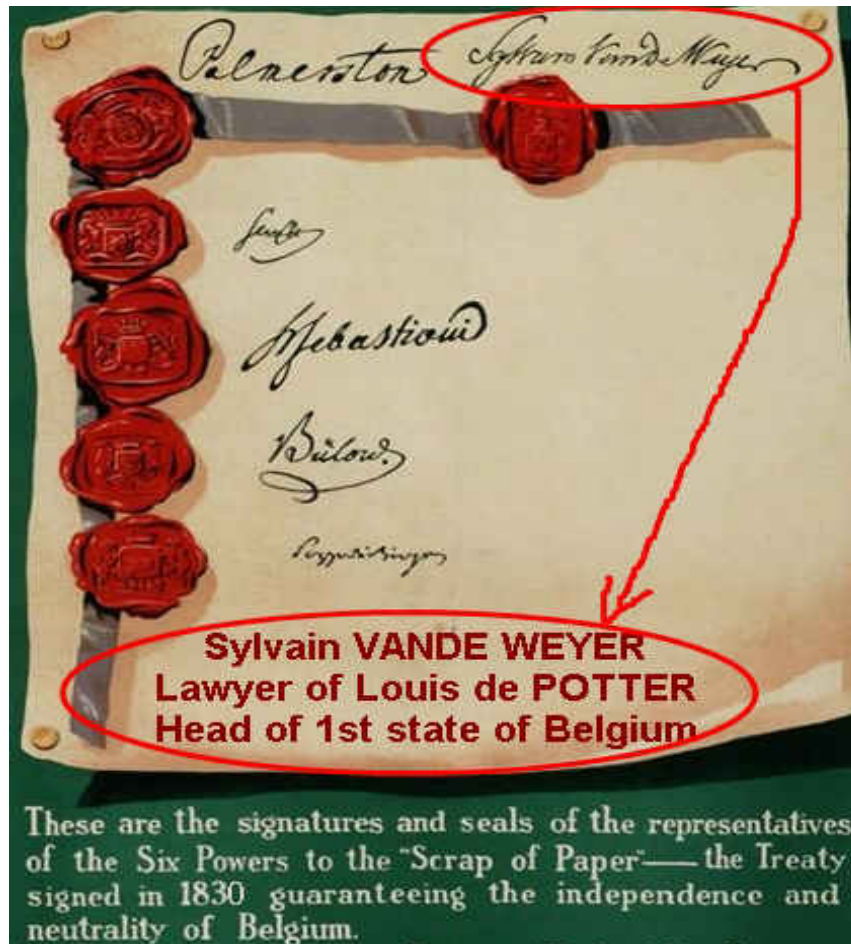 Palmerston Sylvain Van de Weyer
Senfft
H Sebastiani
Bülow.
Sylvain VANDE WEYER
Lawyer of Louis de POTTER
Head of 1st state of Belgium
These are the signatures and seals of the representatives
of the Six Powers to the "Scrap of Paper"—the Treaty
signed in 1830 guaranteeing the independence and
neutrality of Belgium.